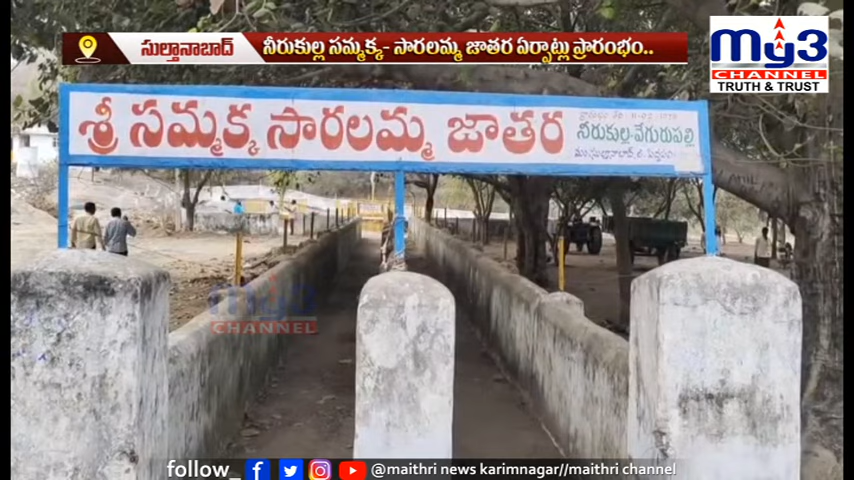 సుల్తానాబాద్
నీరుకుల్ల సమ్మక్క- సారలమ్మ జాతర ఏర్పాట్లు ప్రారంభం..
my3
CHANNEL
TRUTH & TRUST
శ్రీ సమ్మక్క సారలమ్మ జాతర
నీరుకుల్ల-వేగురుపల్లి
my3
CHANNEL
follow_
@maithri news karimnagar//maithri channel